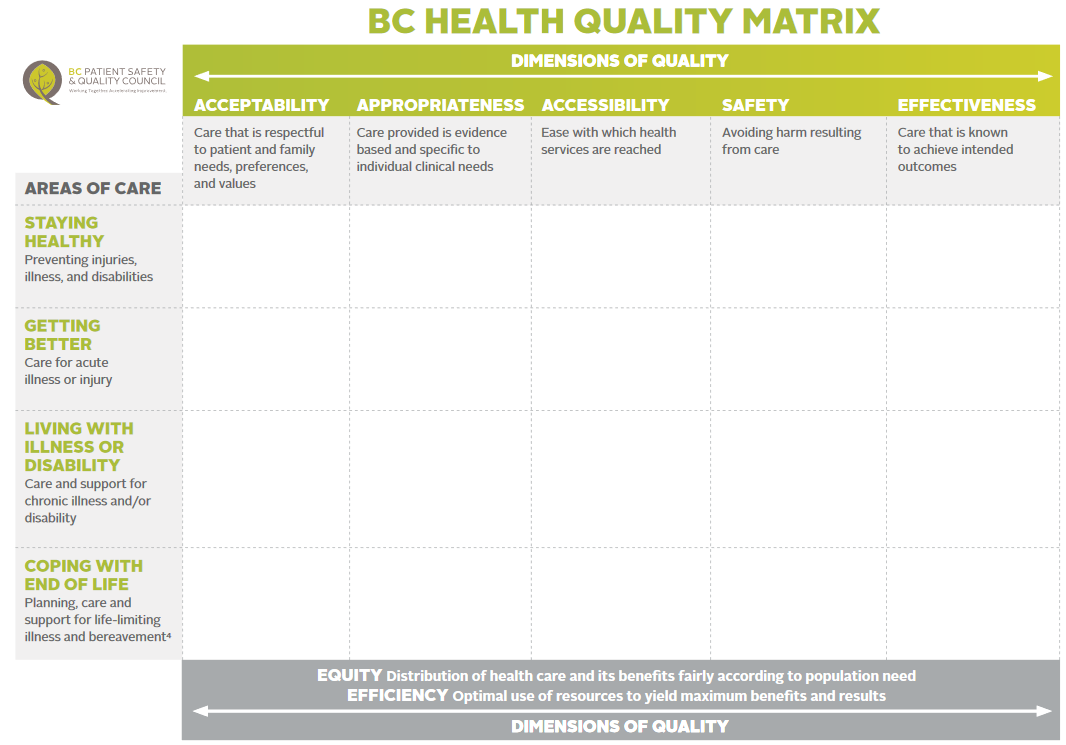 BC HEALTH QUALITY MATRIX
BC PATIENT SAFETY
& QUALITY COUNCIL
Working Together. Accelerating Improvement.
DIMENSIONS OF QUALITY
ACCEPTABILITY
Care that is respectful
to patient and family
needs, preferences,
and values
APPROPRIATENESS
Care provided is evidence
based and specific to
individual clinical needs
ACCESSIBILITY
Ease with which health
services are reached
SAFETY
Avoiding harm resulting
from care
EFFECTIVENESS
Care that is known
to achieve intended
outcomes
AREAS OF CARE
STAYING
HEALTHY
Preventing injuries,
illness, and disabilities
GETTING
BETTER
Care for acute
illness or injury
LIVING WITH
ILLNESS OR
DISABILITY
Care and support for
chronic illness and/or
disability
COPING WITH
END OF LIFE
Planning, care and
support for life-limiting
illness and bereavement⁴
EQUITY Distribution of health care and its benefits fairly according to population need
EFFICIENCY Optimal use of resources to yield maximum benefits and results
DIMENSIONS OF QUALITY